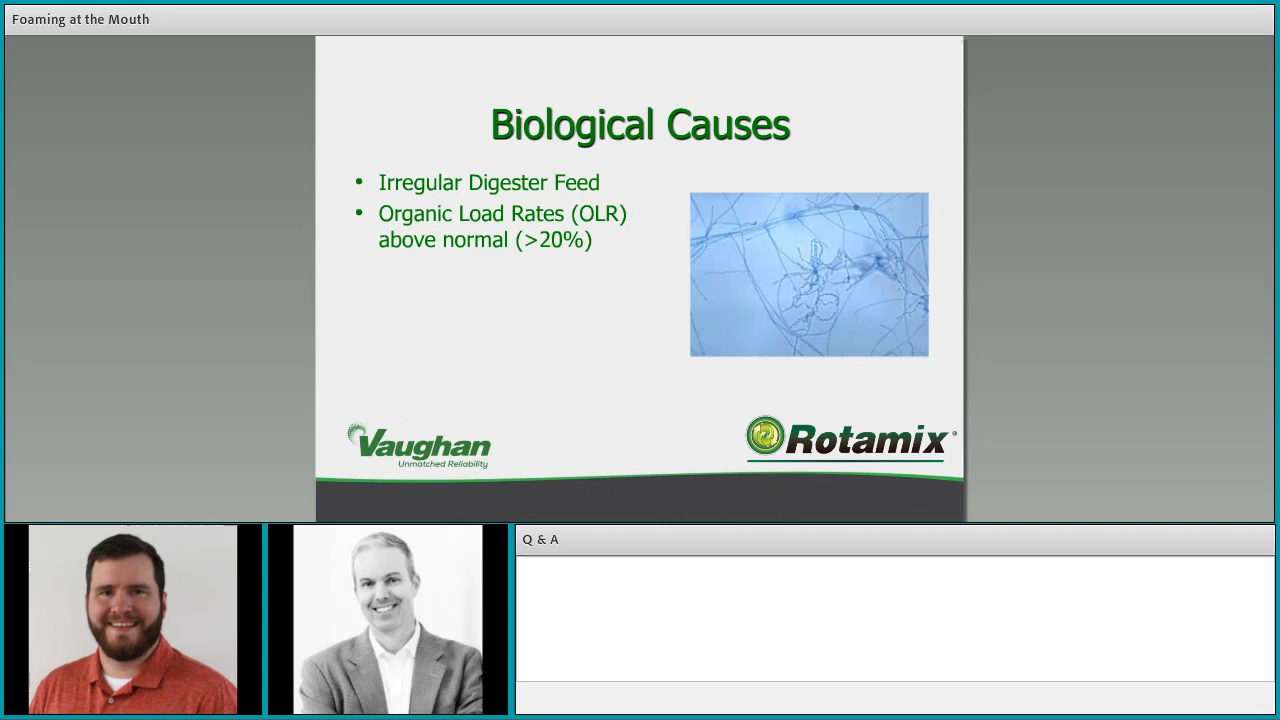 Foaming at the Mouth
Biological Causes
• Irregular Digester Feed
• Organic Load Rates (OLR)
above normal (>20%)
Vaughan
Unmatched Reliability
Rotamix®
Q & A